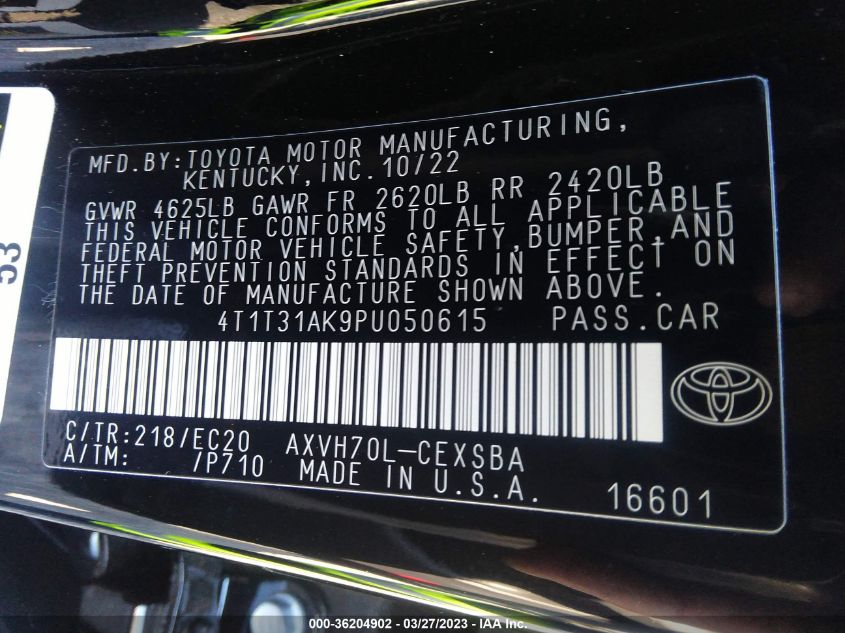 53
MFD.BY:TOYOTA MOTOR MANUFACTURING,
KENTUCKY,INC.10/22
GVWR 4625LB GAWR FR 2620LB RR 2420LB
THIS VEHICLE CONFORMS TO ALL APPLICABLE
FEDERAL MOTOR VEHICLE SAFETY,BUMPER,AND
THEFT PREVENTION STANDARDS IN EFFECT ON
THE DATE OF MANUFACTURE SHOWN ABOVE.
4T1T31AK9PU050615 PASS.CAR
C/TR:218/EC20 AXVH70L-CEXSBA
A/TM: /P710 MADE IN U.S.A. 16601
000-36204902 - 03/27/2023 - IAA Inc.